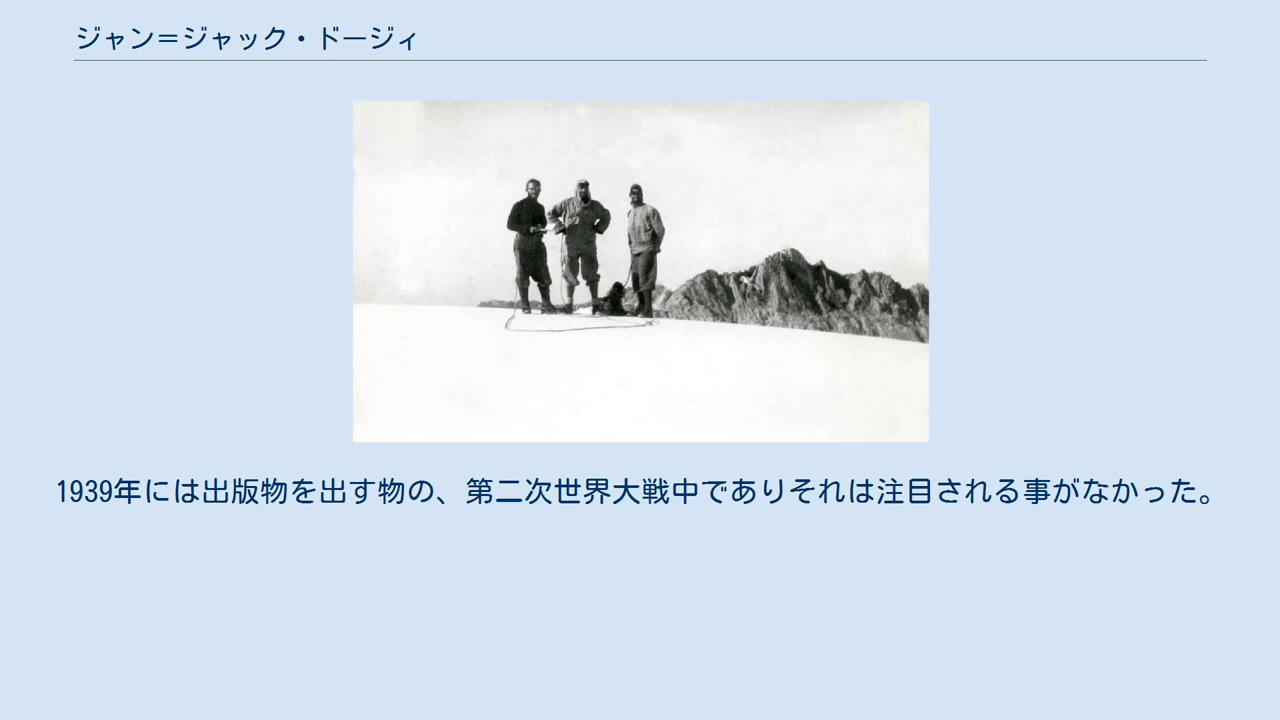 ジャン＝ジャック・ドージィ
1939年には出版物を出す物の、第二次世界大戦中でありそれは注目される事がなかった。